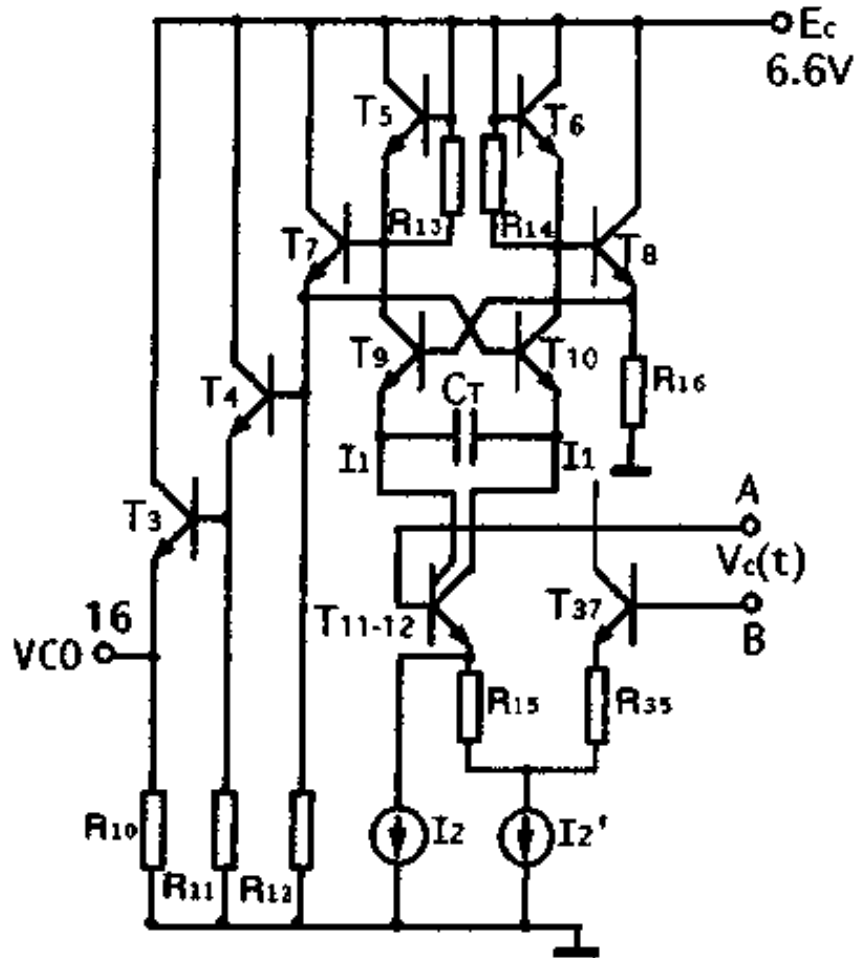 Ec
6.6V
T5
T6
R13
R14
T7
T8
T9
T10
R16
T4
CT
I1
I1
A
T3
Vc(t)
T11-12
T37
B
16
VCO
R15
R35
R10
I2
I2'
R11
R12